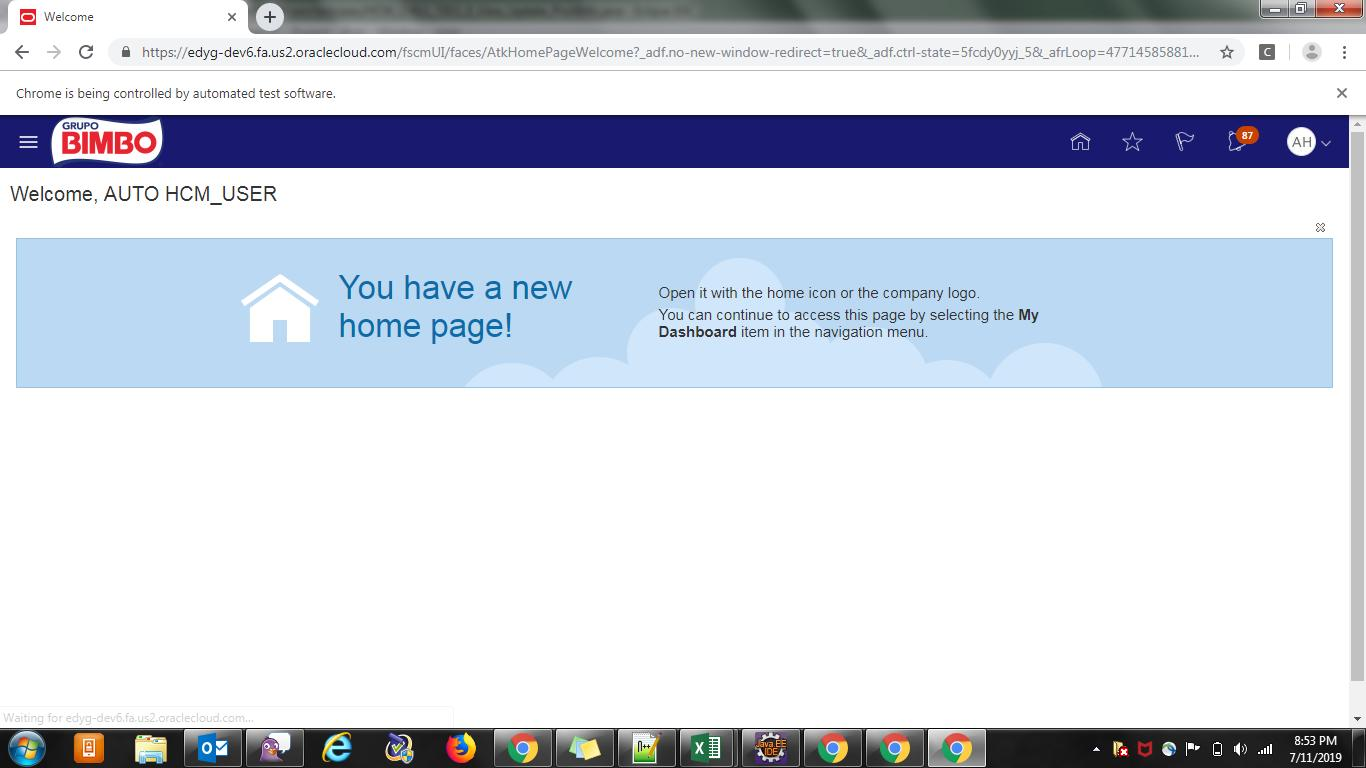 Welcome
https://edyg-dev6.fa.us2.oraclecloud.com/fscmUI/faces/AtkHomePageWelcome?_adf.no-new-window-redirect=true&_adf.ctrl-state=5fcdy0yyj_5&_afrLoop=47714585881...
C
Chrome is being controlled by automated test software.
GRUPO
BIMBO
87
AH
Welcome, AUTO HCM_USER
You have a new
home page!
Open it with the home icon or the company logo.
You can continue to access this page by selecting the My
Dashboard item in the navigation menu.
Waiting for edyg-dev6.fa.us2.oraclecloud.com...
Java EE
IDE
8:53 PM
7/11/2019